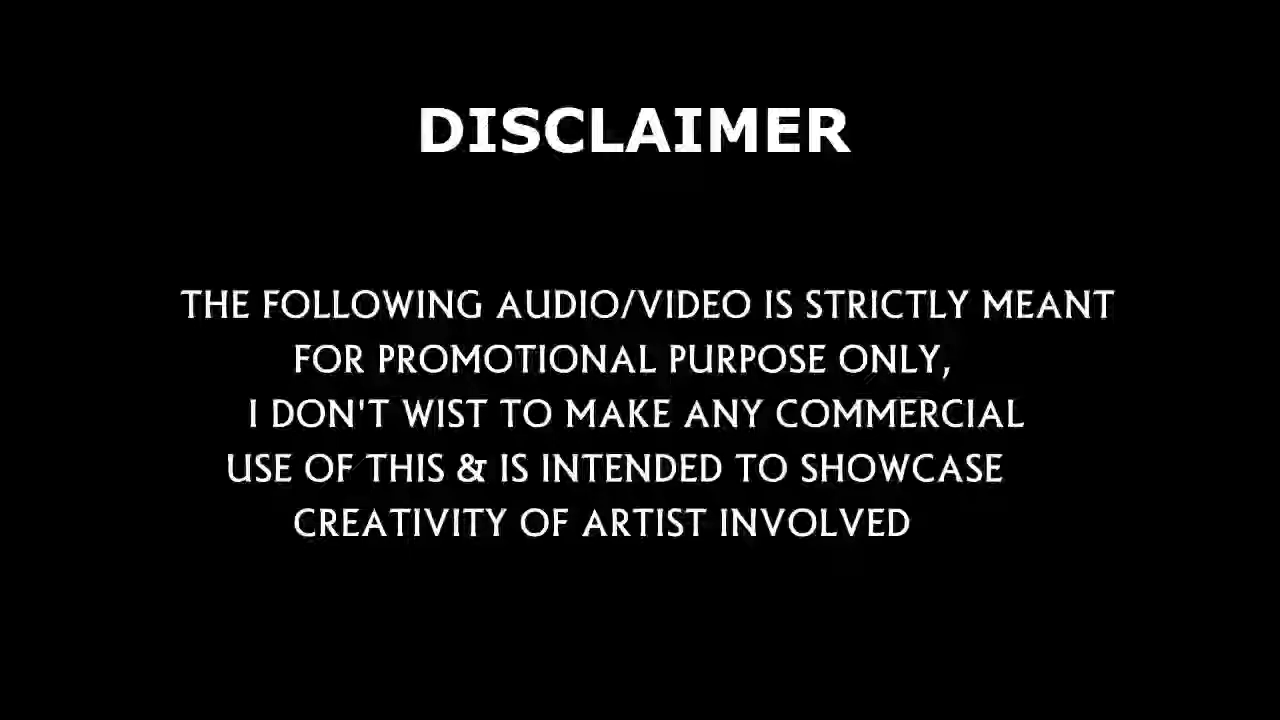 DISCLAIMER
THE FOLLOWING AUDIO/VIDEO IS STRICTLY MEANT
FOR PROMOTIONAL PURPOSE ONLY,
I DON'T WIST TO MAKE ANY COMMERCIAL
USE OF THIS & IS INTENDED TO SHOWCASE
CREATIVITY OF ARTIST INVOLVED